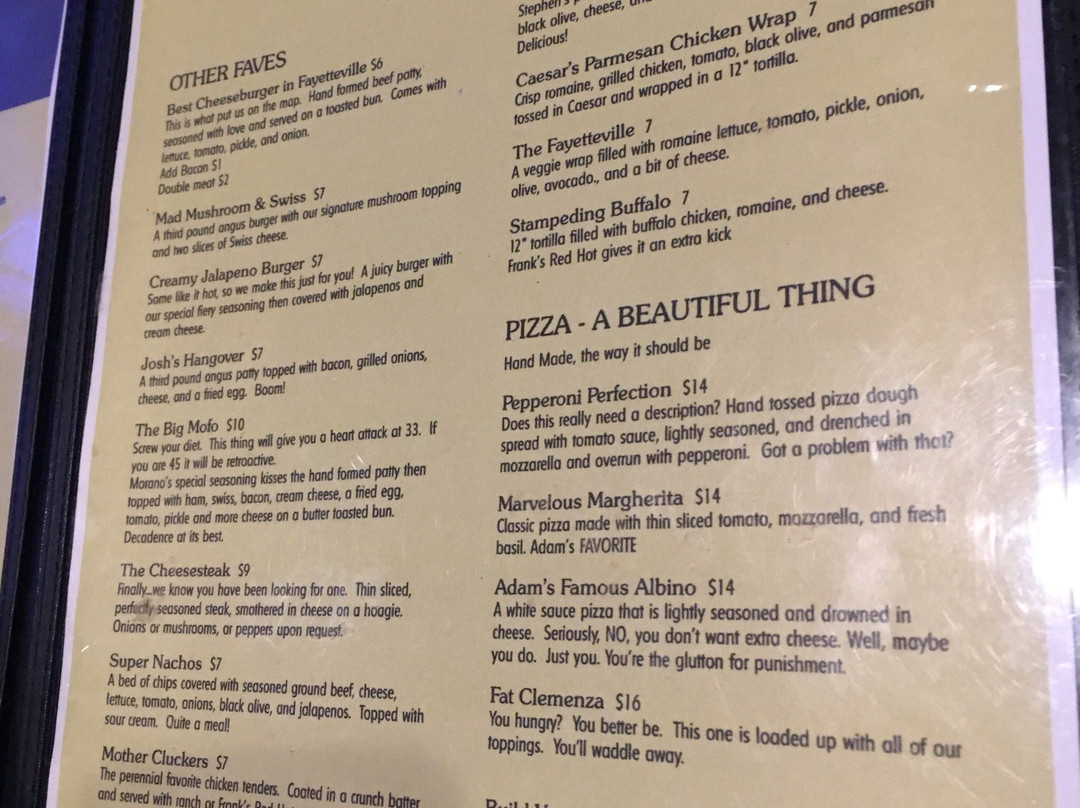 OTHER FAVES
Best Cheeseburger in Fayetteville $6
This is what put us on the map. Hand formed beef patty,
seasoned with love and served on a toasted bun. Comes with
lettuce, tomato, pickle, and onion.
Add Bacon $1
Double meat $2
Mad Mushroom & Swiss $7
A third pound angus burger with our signature mushroom topping
and two slices of Swiss cheese.
Creamy Jalapeno Burger $7
Some like it hot, so we make this just for you! A juicy burger with
our special fiery seasoning then covered with jalapenos and
cream cheese.
Josh's Hangover $7
A third pound angus patty topped with bacon, grilled onions,
cheese, and a fried egg. Boom!
The Big Mofo $10
Screw your diet. This thing will give you a heart attack at 33. If
you are 45 it will be retroactive.
Morano's special seasoning kisses the hand formed patty then
topped with ham, swiss, bacon, cream cheese, a fried egg,
tomato, pickle and more cheese on a butter toasted bun.
Decadence at its best.
The Cheesesteak $9
Finally...we know you have been looking for one. Thin sliced,
perfectly seasoned steak, smothered in cheese on a hoagie.
Onions or mushrooms, or peppers upon request.
Super Nachos $7
A bed of chips covered with seasoned ground beef, cheese,
lettuce, tomato, onions, black olive, and jalapenos. Topped with
sour cream. Quite a meal!
Mother Cluckers $7
The perennial favorite chicken tenders. Coated in a crunch batter
and served with ranch or Frank's Red
Stephen's
black olive, cheese,
Delicious!
Caesar's Parmesan Chicken Wrap 7
Crisp romaine, grilled chicken, tomato, black olive, and parmesan
tossed in Caesar and wrapped in a 12" tortilla.
The Fayetteville 7
A veggie wrap filled with romaine lettuce, tomato, pickle, onion,
olive, avocado., and a bit of cheese.
Stampeding Buffalo 7
12" tortilla filled with buffalo chicken, romaine, and cheese.
Frank's Red Hot gives it an extra kick
PIZZA - A BEAUTIFUL THING
Hand Made, the way it should be
Pepperoni Perfection $14
Does this really need a description? Hand tossed pizza dough
spread with tomato sauce, lightly seasoned, and drenched in
mozzarella and overrun with pepperoni. Got a problem with that?
Marvelous Margherita $14
Classic pizza made with thin sliced tomato, mozzarella, and fresh
basil. Adam's FAVORITE
Adam's Famous Albino $14
A white sauce pizza that is lightly seasoned and drowned in
cheese. Seriously, NO, you don't want extra cheese. Well, maybe
you do. Just you. You're the glutton for punishment.
Fat Clemenza $16
You hungry? You better be. This one is loaded up with all of our
toppings. You'll waddle away.